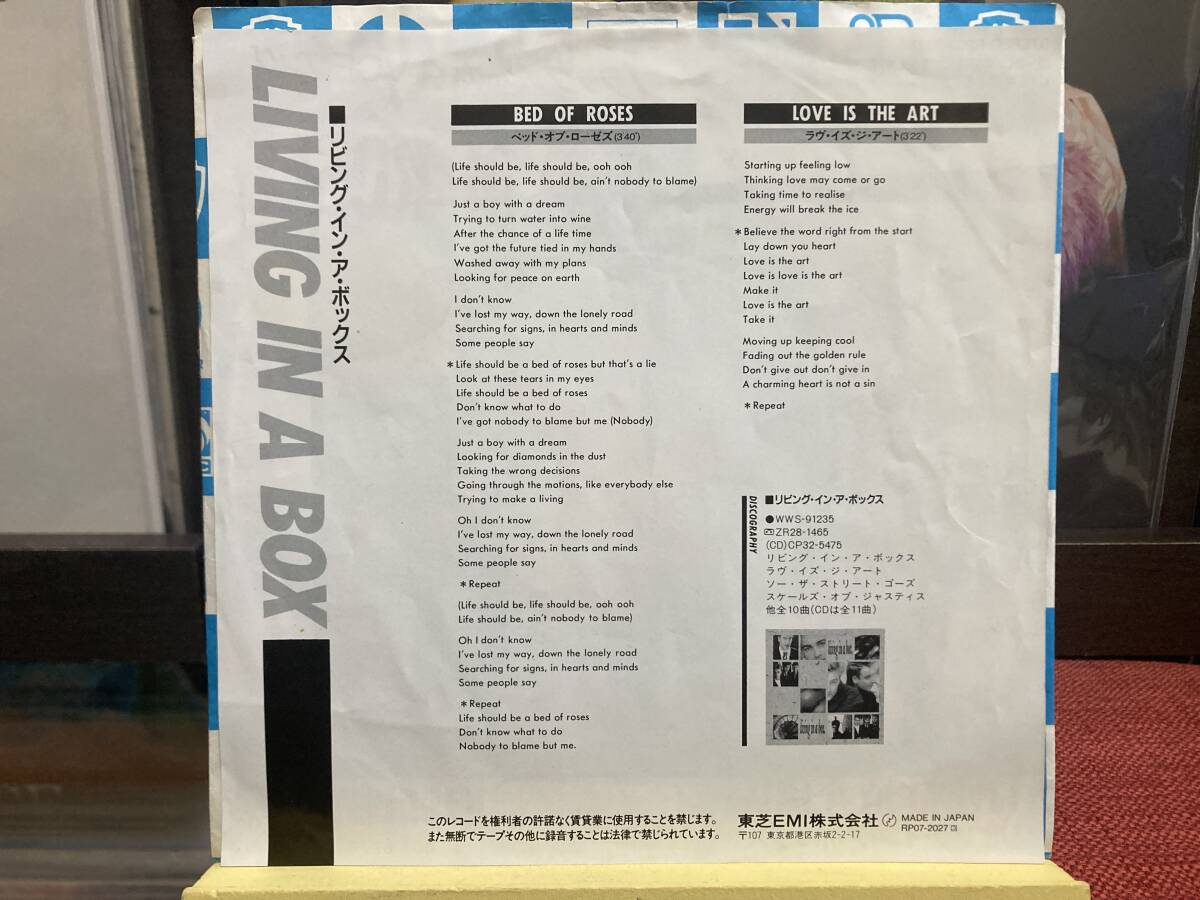 LIVING IN A BOX
■リビング・イン・ア・ボックス
BED OF ROSES
ベッド・オブ・ローゼズ(3'40")
(Life should be, life should be, ooh ooh
Life should be, life should be, ain't nobody to blame)
Just a boy with a dream
Trying to turn water into wine
After the chance of a life time
I've got the future tied in my hands
Washed away with my plans
Looking for peace on earth
I don't know
I've lost my way, down the lonely road
Searching for signs, in hearts and minds
Some people say
*Life should be a bed of roses but that's a lie
Look at these tears in my eyes
Life should be a bed of roses
Don't know what to do
I've got nobody to blame but me (Nobody)
Just a boy with a dream
Looking for diamonds in the dust
Taking the wrong decisions
Going through the motions, like everybody else
Trying to make a living
Oh I don't know
I've lost my way, down the lonely road
Searching for signs, in hearts and minds
Some people say
*Repeat
(Life should be, life should be, ooh ooh
Life should be, ain't nobody to blame)
Oh I don't know
I've lost my way, down the lonely road
Searching for signs, in hearts and minds
Some people say
*Repeat
Life should be a bed of roses
Don't know what to do
Nobody to blame but me.
LOVE IS THE ART
ラヴ・イズ・ジ・アート(3'22")
Starting up feeling low
Thinking love may come or go
Taking time to realise
Energy will break the ice
*Believe the word right from the start
Lay down you heart
Love is the art
Love is love is the art
Make it
Love is the art
Take it
Moving up keeping cool
Fading out the golden rule
Don't give out don't give in
A charming heart is not a sin
*Repeat
DISCOGRAPHY
■リビング・イン・ア・ボックス
●WWS-91235
ZR28-1465
(CD)CP32-5475
リビング・イン・ア・ボックス
ラヴ・イズ・ジ・アート
ソー・ザ・ストリート・ゴーズ
スケールズ・オブ・ジャスティス
他全10曲(CDは全11曲)
living in a box.
living in a box.
このレコードを権利者の許諾なく賃貸業に使用することを禁じます。
また無断でテープその他に録音することは法律で禁じられています。
東芝EMI株式会社
〒107 東京都港区赤坂2-2-17
MADE IN JAPAN
RP07-2027